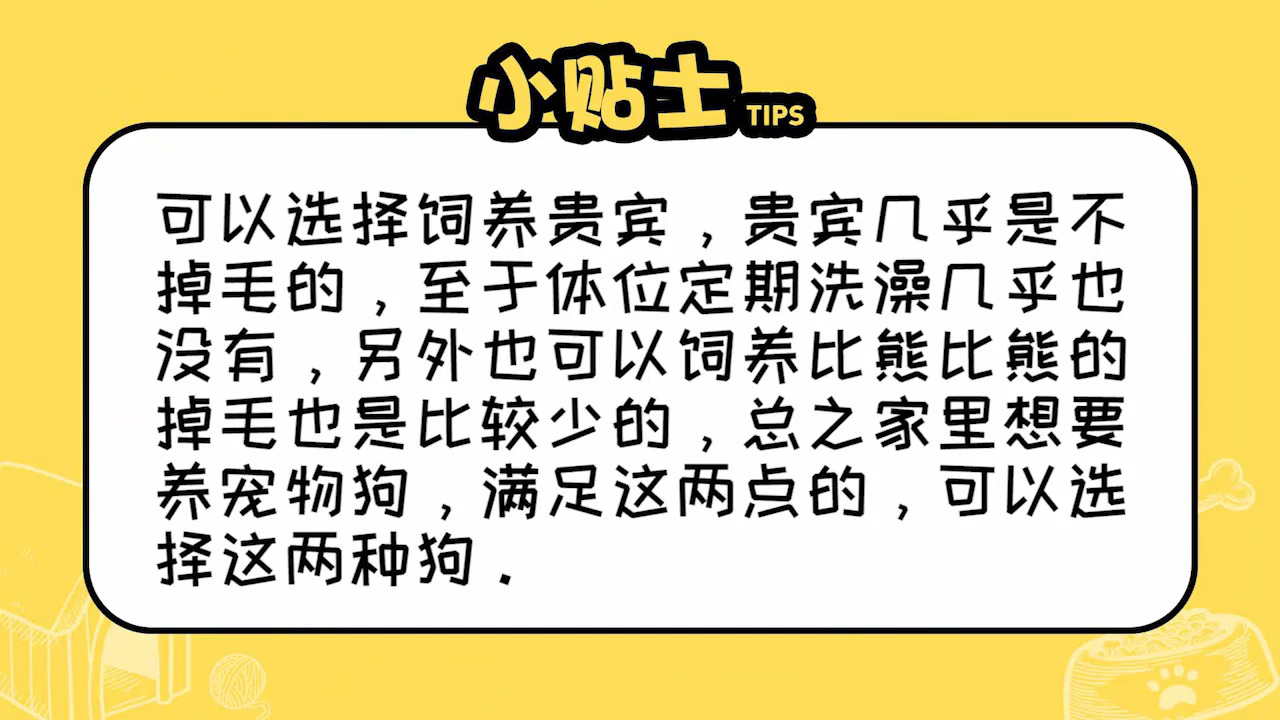 小贴士 TIPS
可以选择饲养贵宾，贵宾几乎是不
掉毛的，至于体位定期洗澡几乎也
没有，另外也可以饲养比熊比熊的
掉毛也是比较少的，总之家里想要
养宠物狗，满足这两点的，可以选
择这两种狗．